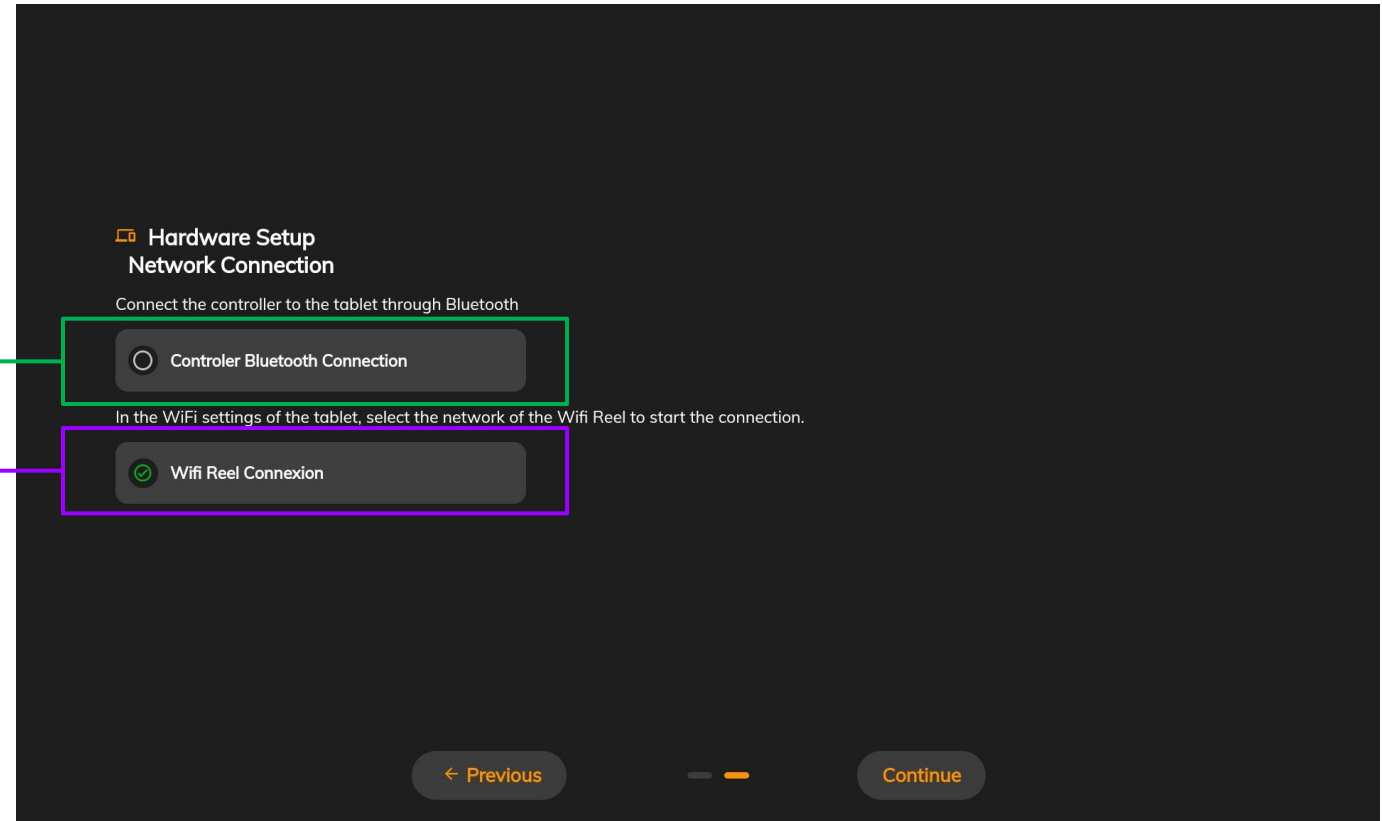 Hardware Setup
Network Connection
Connect the controller to the tablet through Bluetooth
Controler Bluetooth Connection
In the WiFi settings of the tablet, select the network of the Wifi Reel to start the connection.
Wifi Reel Connexion
← Previous
Continue